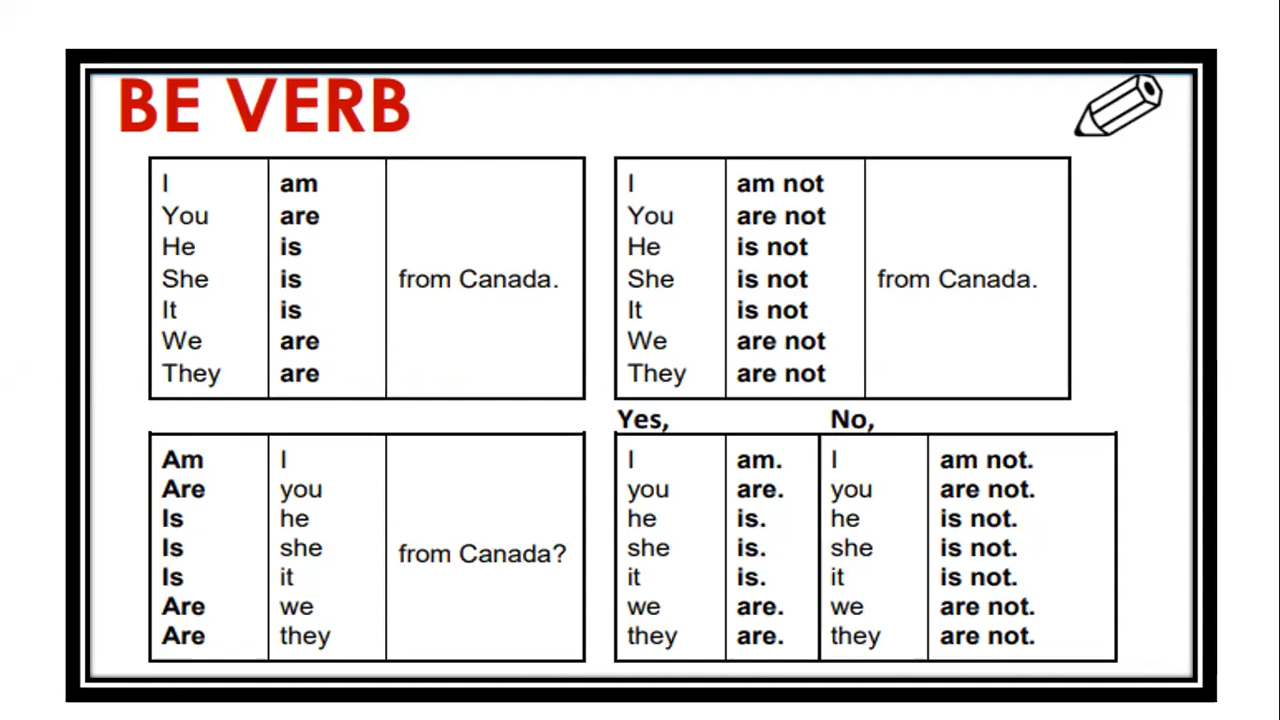 BE VERB
I am
You are
He is
She is from Canada.
It is
We are
They are
I am not
You are not
He is not
She is not from Canada.
It is not
We are not
They are not
Am I
Are you
Is he
Is she from Canada?
Is it
Are we
Are they
Yes, No,
I am. I am not.
you are. you are not.
he is. he is not.
she is. she is not.
it is. it is not.
we are. we are not.
they are. they are not.